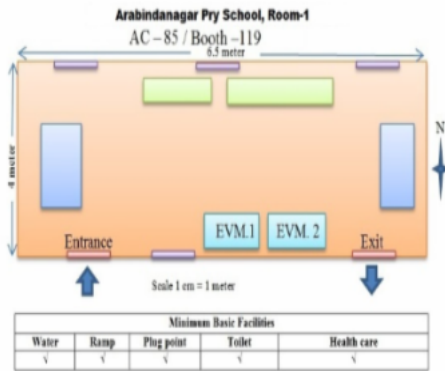 Arabindanagar Pry School, Room-1
AC – 85 / Booth –119
6.5 meter
4 meter
N
EVM.1 EVM. 2
Entrance Exit
Scale 1 cm = 1 meter
Minimum Basic Facilities
Water Ramp Plug point Toilet Health care
√ √ √ √ √